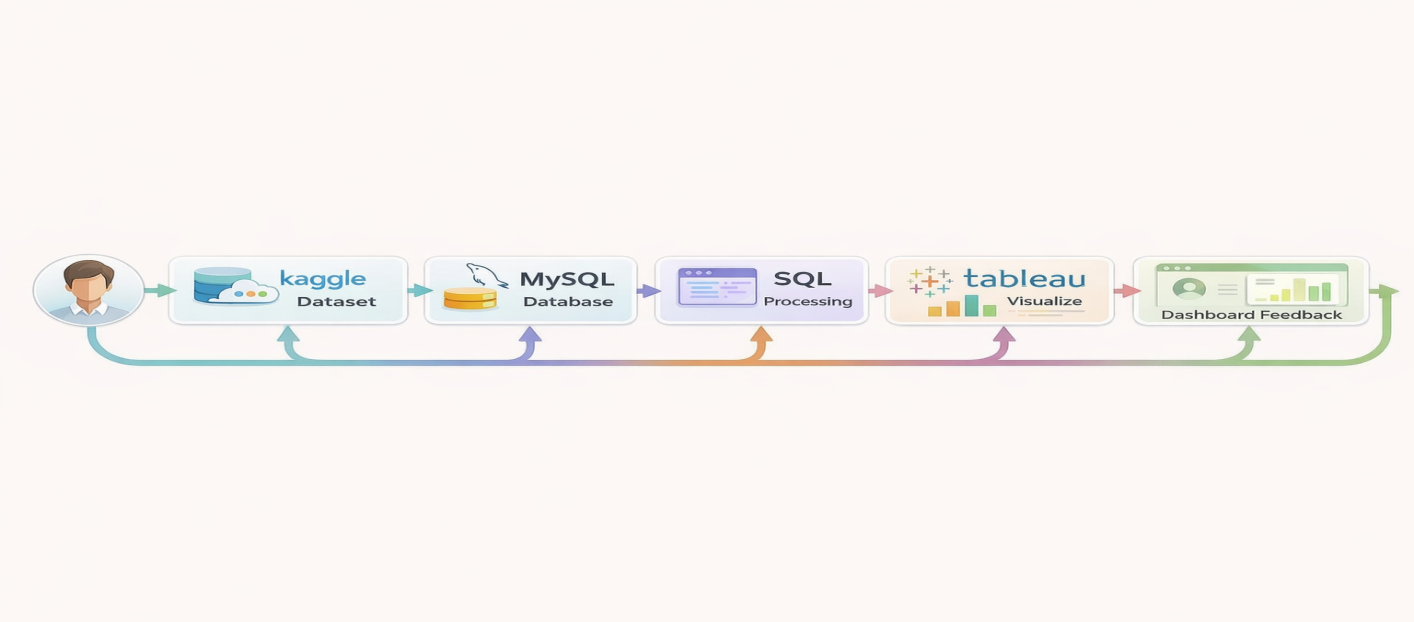 kaggle
Dataset
MySQL
Database
SQL
Processing
tableau
Visualize
Dashboard Feedback